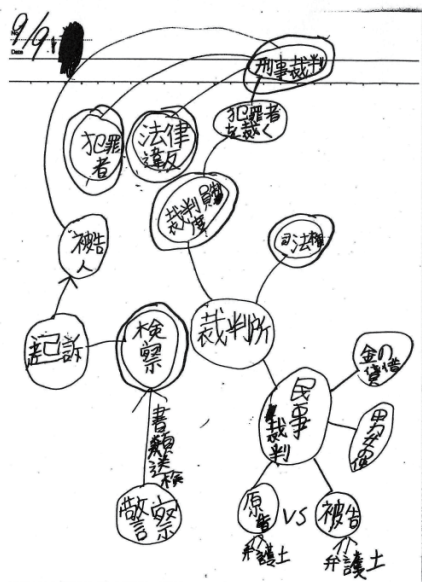 9/9
Date
刑事裁判
犯罪者
を裁く
犯罪
者
法律
違反
裁判員制
度
司法権
被告
人
起訴
検
察
裁判所
金の
貸借
民
事
裁
判
書
類
送
検
警察
原
告
VS
被告
弁護士
弁護士